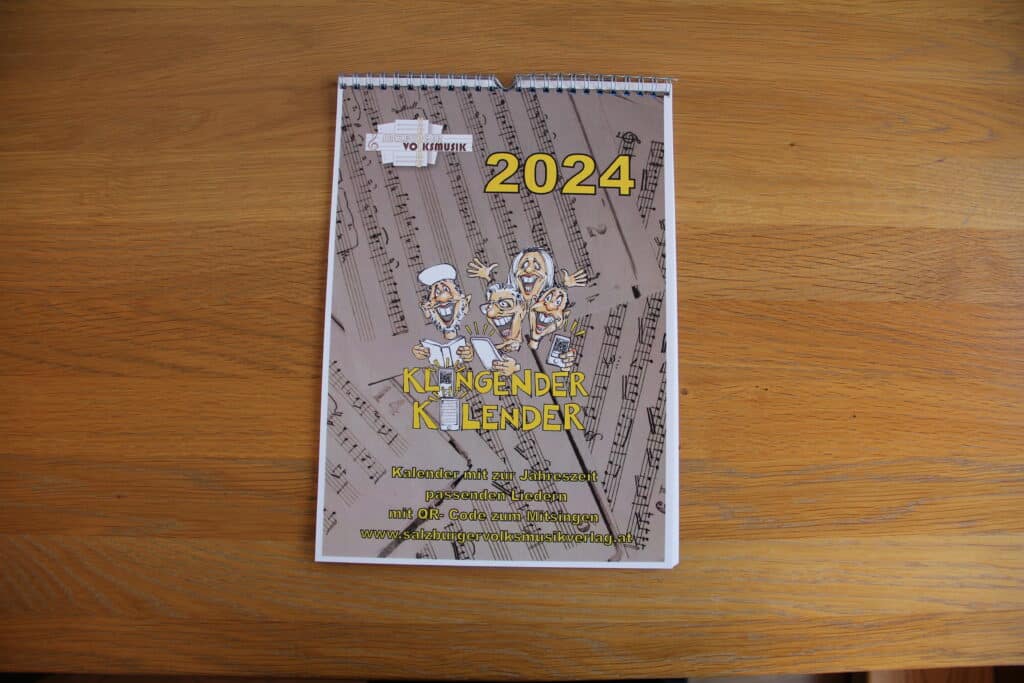 VOLKSMUSIK
2024
KLINGENDER
KALENDER
Kalender mit zur Jahreszeit
passenden Liedern
mit QR- Code zum Mitsingen
www.salzburgervolksmusikverlag.at